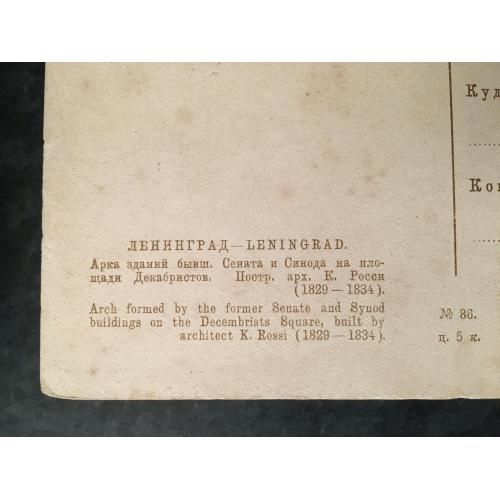 Куд
Ко
ЛЕНИНГРАД — LENINGRAD.
Арка зданий бывш. Сената и Синода на пло-
щади Декабристов. Постр. арх. К. Росси
(1829 — 1834).
Arch formed by the former Senate and Synod
buildings on the Decembrists Square, built by
architect K. Rossi (1829 — 1834).
№ 86.
ц. 5 к.